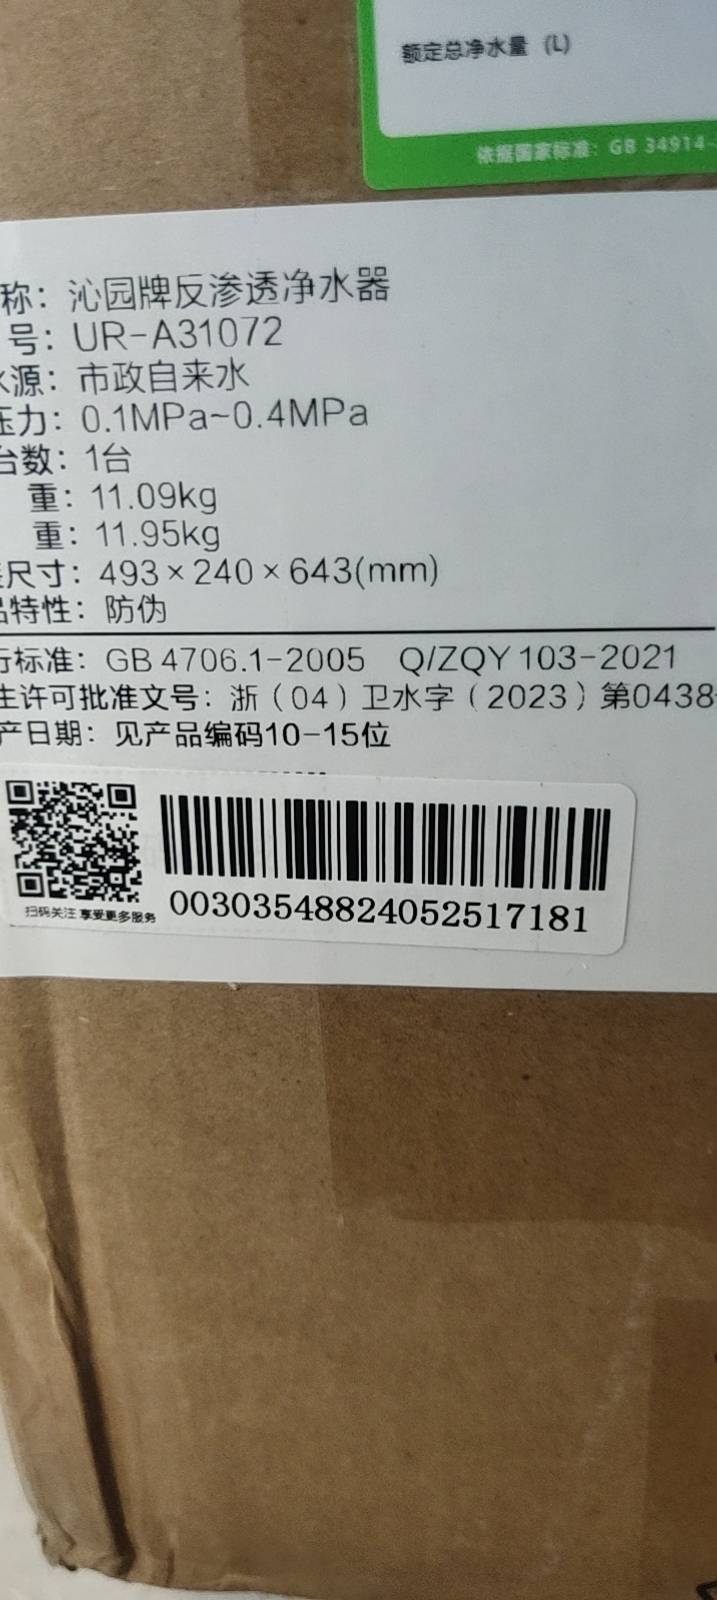 额定总净水量 (L)
依据国家标准：GB 34914-
称：沁园牌反渗透净水器
号：UR-A31072
源：市政自来水
压力：0.1MPa~0.4MPa
台数：1台
重：11.09kg
重：11.95kg
尺寸：493×240×643(mm)
特性：防伪
标准：GB 4706.1-2005 Q/ZQY 103-2021
生许可批准文号：浙（04）卫水字（2023）第0438
产日期：见产品编码10-15位
00303548824052517181
扫码关注 享受更多服务